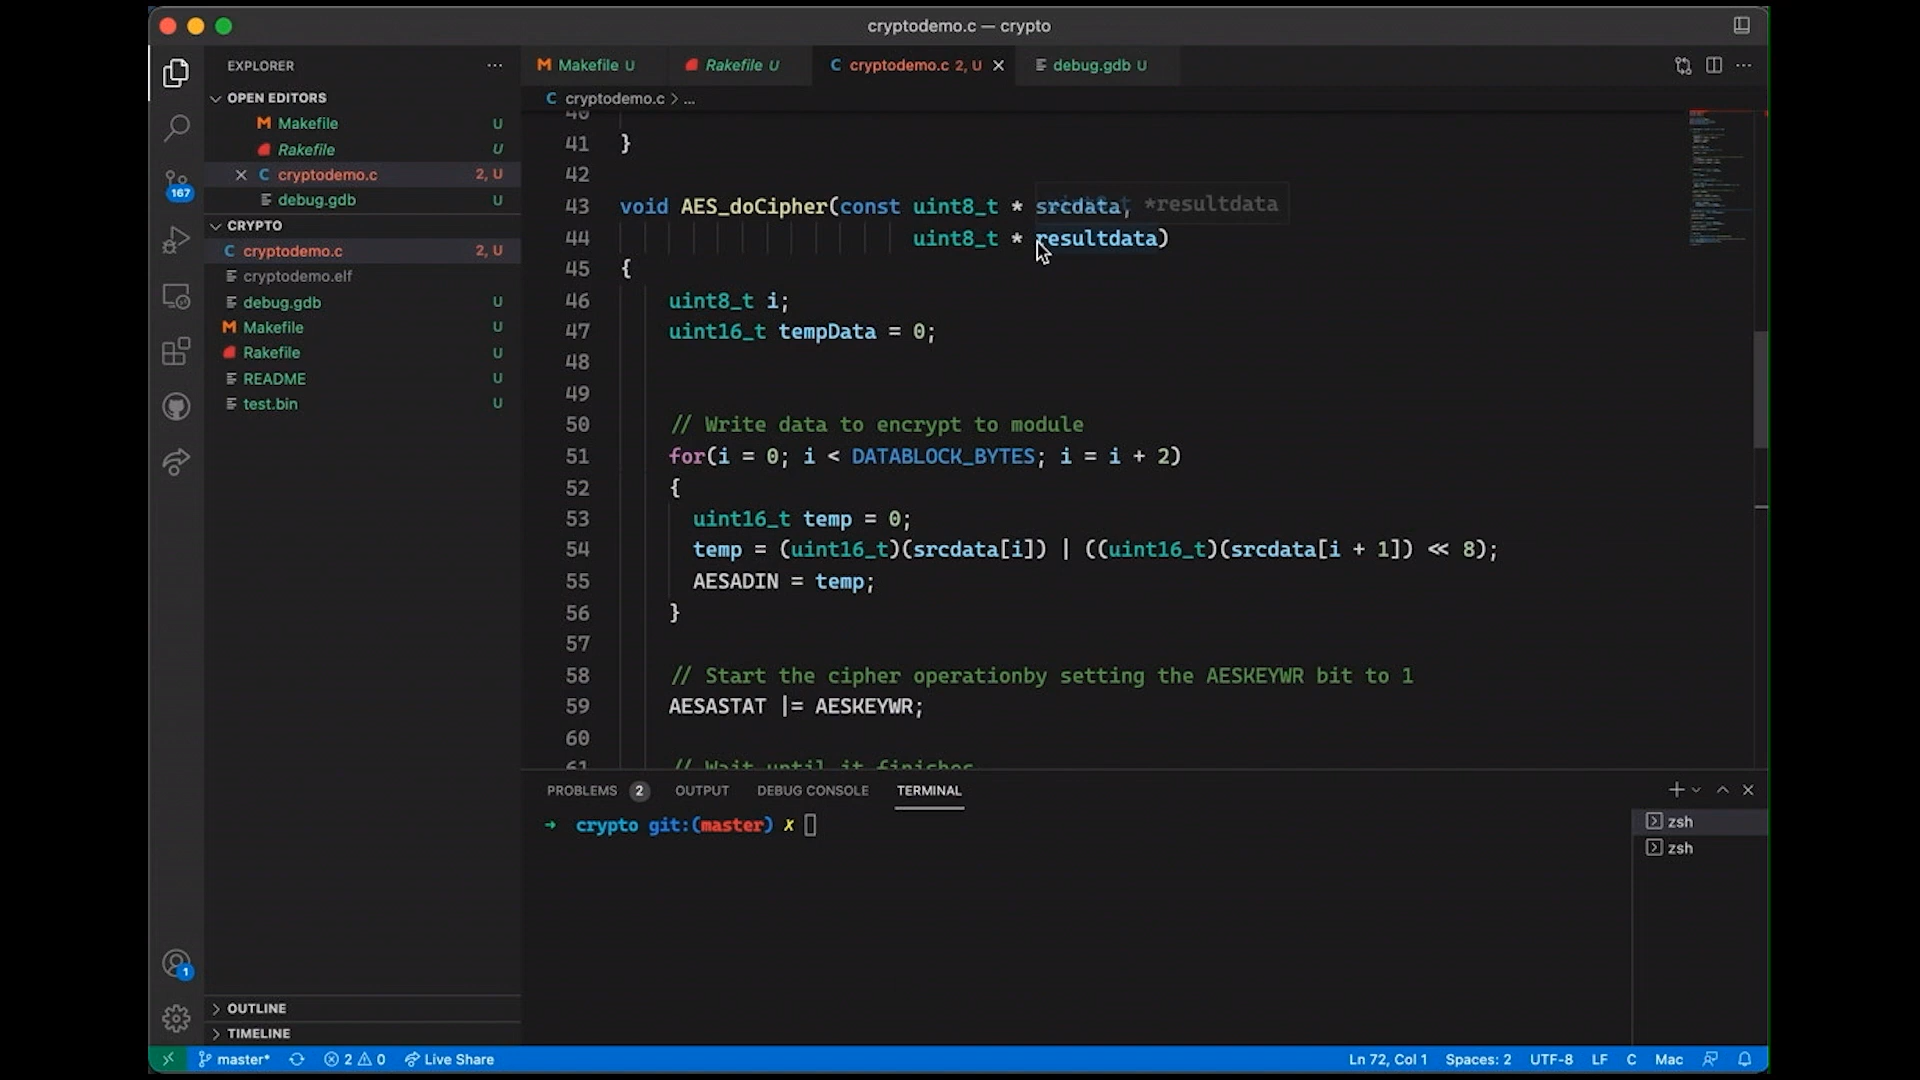 cryptodemo.c — crypto
EXPLORER
Makefile U
Rakefile U
C cryptodemo.c 2, U
debug.gdb U
OPEN EDITORS
C cryptodemo.c > ...
M Makefile U
Rakefile U
C cryptodemo.c 2, U
debug.gdb U
CRYPTO
C cryptodemo.c 2, U
cryptodemo.elf
debug.gdb U
M Makefile U
Rakefile U
README U
test.bin U
167
40
41 }
42
43 void AES_doCipher(const uint8_t * srcdata, *resultdata
44 uint8_t * resultdata)
45 {
46 uint8_t i;
47 uint16_t tempData = 0;
48
49
50 // Write data to encrypt to module
51 for(i = 0; i < DATABLOCK_BYTES; i = i + 2)
52 {
53 uint16_t temp = 0;
54 temp = (uint16_t)(srcdata[i]) | ((uint16_t)(srcdata[i + 1]) << 8);
55 AESADIN = temp;
56 }
57
58 // Start the cipher operationby setting the AESKEYWR bit to 1
59 AESASTAT |= AESKEYWR;
60
61 // Wait until it finishes
PROBLEMS 2 OUTPUT DEBUG CONSOLE TERMINAL
→ crypto git:(master) ✗
zsh
zsh
1
OUTLINE
TIMELINE
master* 2 0 Live Share Ln 72, Col 1 Spaces: 2 UTF-8 LF C Mac